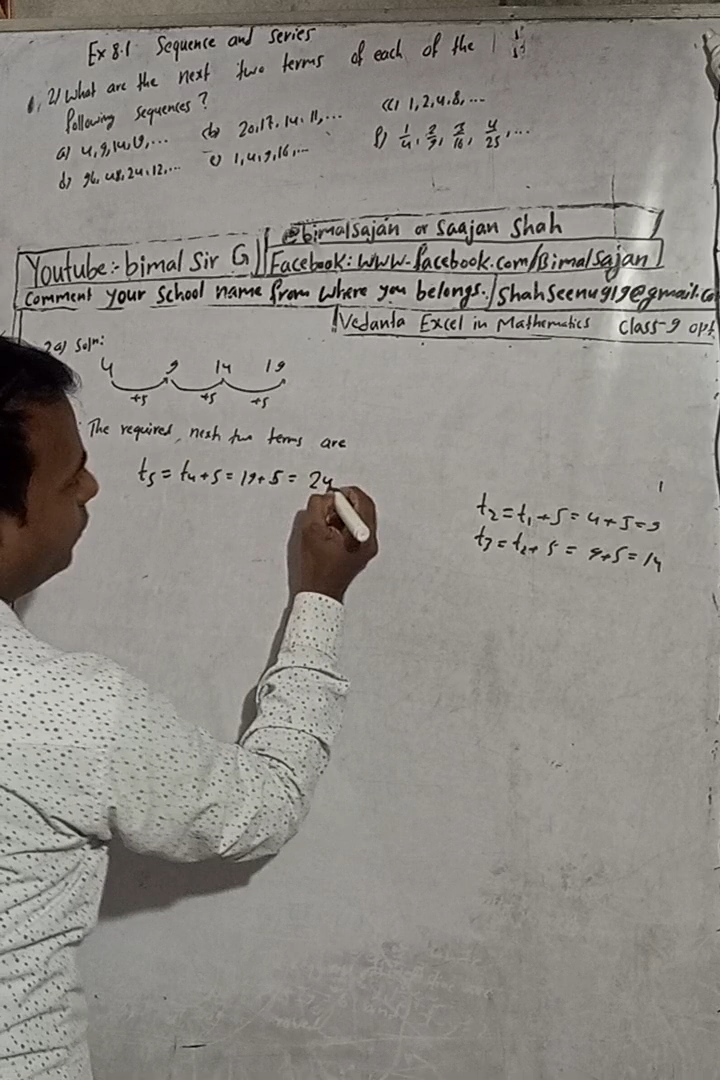 Ex 8.1 Sequence and series
2) What are the next two terms of each of the
following sequences?
a) 4, 9, 14, 19, ... (b) 20, 17, 14, 11, ... (c) 1, 2, 4, 8, ...
d) 96, 48, 24, 12, ... e) 1, 4, 9, 16, ... f) 1/4, 2/9, 3/16, 4/25, ...
@bimalsajan or Saajan Shah
Youtube:- bimal Sir G Facebook: www.facebook.com/Bimalsajan
Comment your School name from where you belongs. / Shahseenu919@gmail.co
Vedanta Excel in Mathematics Class-9 opt
2a) Soln:
4 9 14 19
+5 +5 +5
The required next two terms are
t5 = t4+5 = 19+5 = 24
t2 = t1+5 = 4+5=9
t3 = t2+5 = 9+5=14